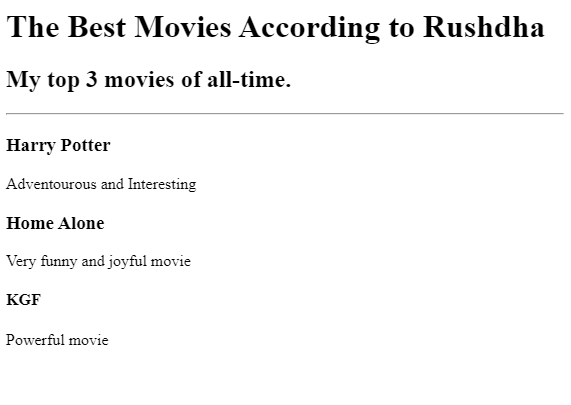 The Best Movies According to Rushdha
My top 3 movies of all-time.
Harry Potter
Adventourous and Interesting
Home Alone
Very funny and joyful movie
KGF
Powerful movie